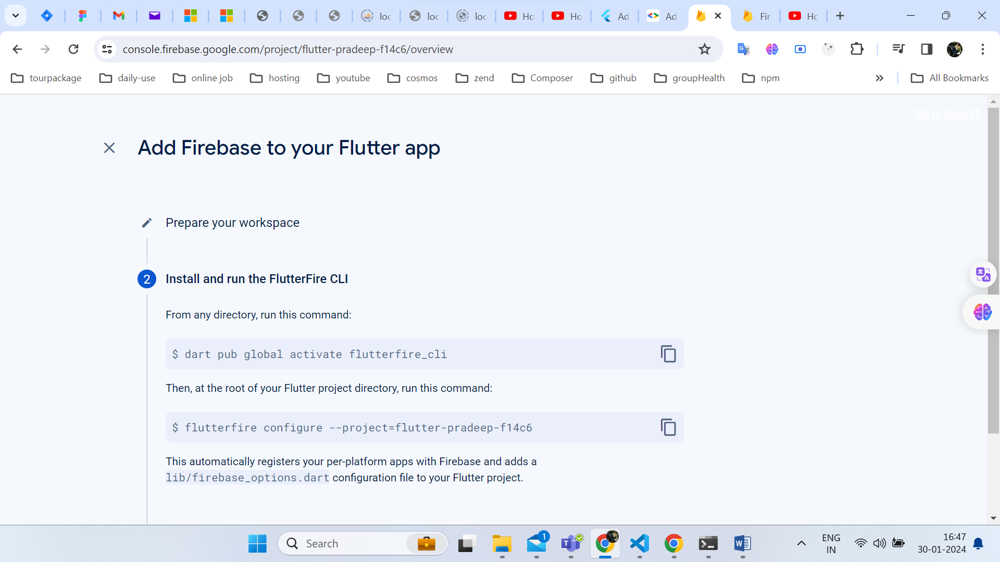 loc
loc
loc
Ho
Ho
Ad
Ad
Fir
Ho
console.firebase.google.com/project/flutter-pradeep-f14c6/overview
tourpackage
daily-use
online job
hosting
youtube
cosmos
zend
Composer
github
groupHealth
npm
All Bookmarks
Go to docs
Add Firebase to your Flutter app
Prepare your workspace
2 Install and run the FlutterFire CLI
From any directory, run this command:
$ dart pub global activate flutterfire_cli
Then, at the root of your Flutter project directory, run this command:
$ flutterfire configure --project=flutter-pradeep-f14c6
This automatically registers your per-platform apps with Firebase and adds a
lib/firebase_options.dart configuration file to your Flutter project.
Search
1
ENG
IN
16:47
30-01-2024